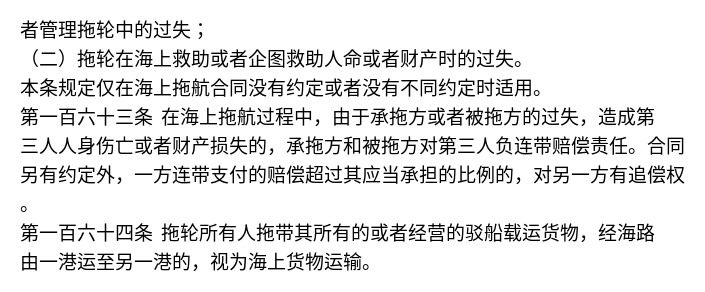 者管理拖轮中的过失；
（二）拖轮在海上救助或者企图救助人命或者财产时的过失。
本条规定仅在海上拖航合同没有约定或者没有不同约定时适用。
第一百六十三条 在海上拖航过程中，由于承拖方或者被拖方的过失，造成第
三人人身伤亡或者财产损失的，承拖方和被拖方对第三人负连带赔偿责任。合同
另有约定外，一方连带支付的赔偿超过其应当承担的比例的，对另一方有追偿权
。
第一百六十四条 拖轮所有人拖带其所有的或者经营的驳船载运货物，经海路
由一港运至另一港的，视为海上货物运输。